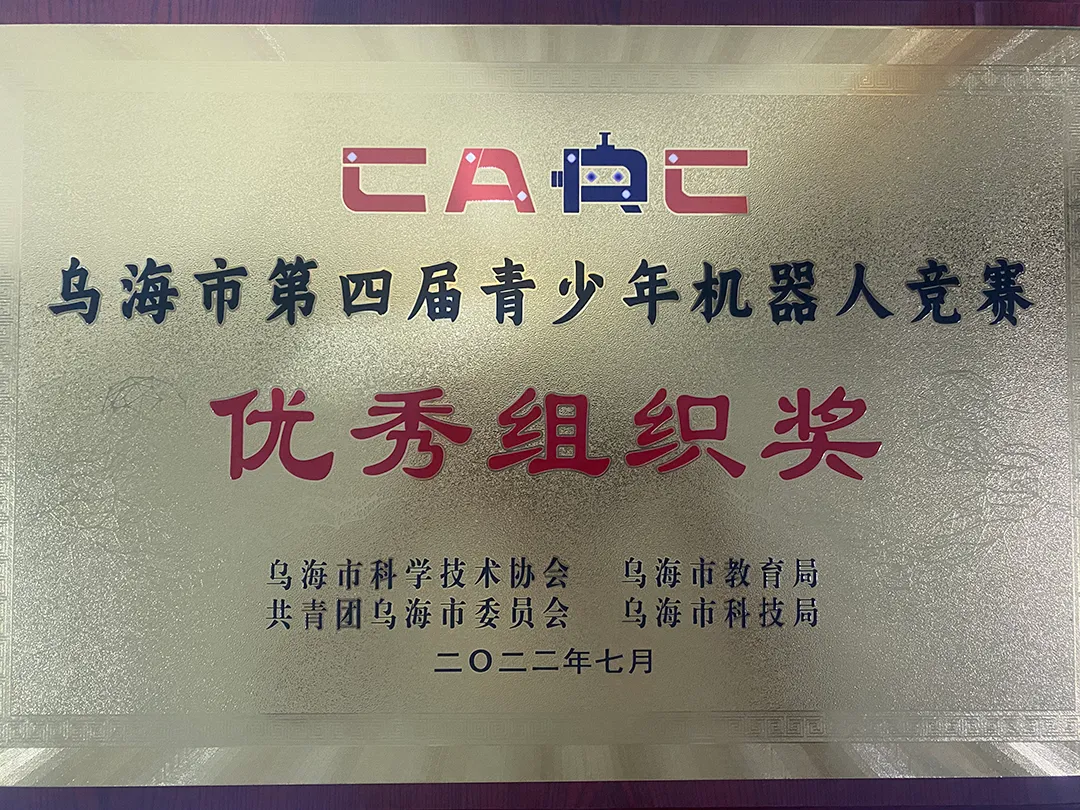 CARC
乌海市第四届青少年机器人竞赛
优秀组织奖
乌海市科学技术协会 乌海市教育局
共青团乌海市委员会 乌海市科技局
二〇二二年七月